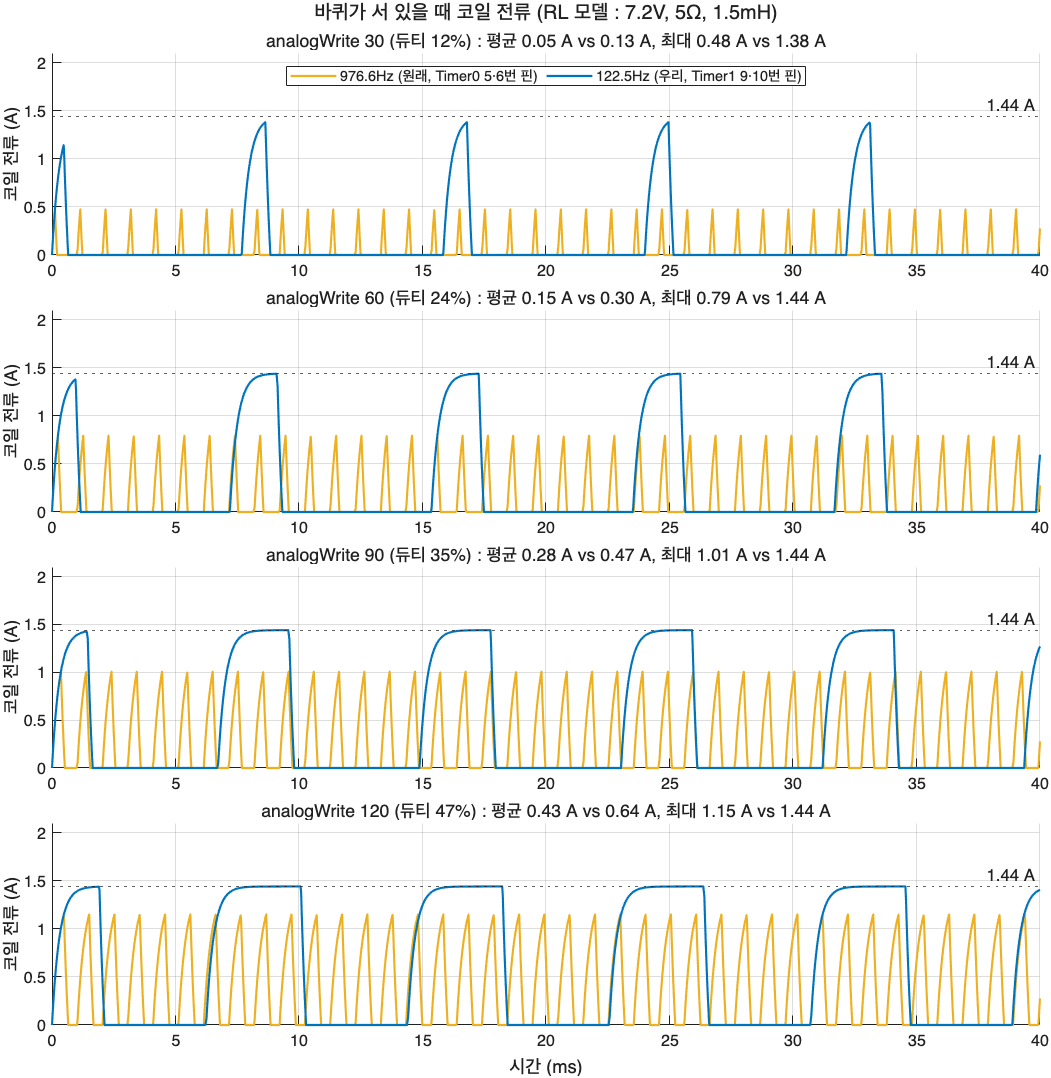 바퀴가 서 있을 때 코일 전류 (RL 모델 : 7.2V, 5Ω, 1.5mH)
analogWrite 30 (듀티 12%) : 평균 0.05 A vs 0.13 A, 최대 0.48 A vs 1.38 A
976.6Hz (원래, Timer0 5·6번 핀) 122.5Hz (우리, Timer1 9·10번 핀)
코일 전류 (A)
2
1.5
1
0.5
0
1.44 A
0 5 10 15 20 25 30 35 40
analogWrite 60 (듀티 24%) : 평균 0.15 A vs 0.30 A, 최대 0.79 A vs 1.44 A
코일 전류 (A)
2
1.5
1
0.5
0
1.44 A
0 5 10 15 20 25 30 35 40
analogWrite 90 (듀티 35%) : 평균 0.28 A vs 0.47 A, 최대 1.01 A vs 1.44 A
코일 전류 (A)
2
1.5
1
0.5
0
1.44 A
0 5 10 15 20 25 30 35 40
analogWrite 120 (듀티 47%) : 평균 0.43 A vs 0.64 A, 최대 1.15 A vs 1.44 A
코일 전류 (A)
2
1.5
1
0.5
0
1.44 A
0 5 10 15 20 25 30 35 40
시간 (ms)